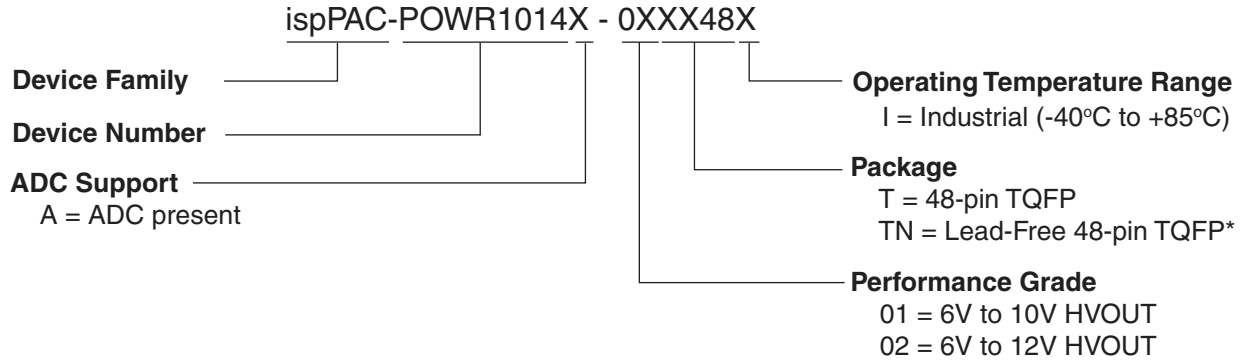 ispPAC-POWR1014X - 0XXX48X
Device Family
Device Number
ADC Support
A = ADC present
Operating Temperature Range
I = Industrial (-40°C to +85°C)
Package
T = 48-pin TQFP
TN = Lead-Free 48-pin TQFP*
Performance Grade
01 = 6V to 10V HVOUT
02 = 6V to 12V HVOUT